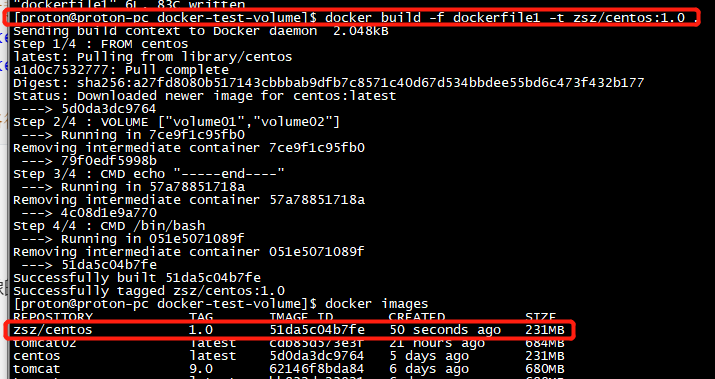 "dockerfile1" 6L, 83C written
[proton@proton-pc docker-test-volume]$ docker build -f dockerfile1 -t zsz/centos:1.0 .
Sending build context to Docker daemon  2.048kB
Step 1/4 : FROM centos
latest: Pulling from library/centos
a1d0c7532777: Pull complete
Digest: sha256:a27fd8080b517143cbbbab9dfb7c8571c40d67d534bbdee55bd6c473f432b177
Status: Downloaded newer image for centos:latest
 ---> 5d0da3dc9764
Step 2/4 : VOLUME ["volume01","volume02"]
 ---> Running in 7ce9f1c95fb0
Removing intermediate container 7ce9f1c95fb0
 ---> 79f0edf5998b
Step 3/4 : CMD echo "-----end----"
 ---> Running in 57a78851718a
Removing intermediate container 57a78851718a
 ---> 4c08d1e9a770
Step 4/4 : CMD /bin/bash
 ---> Running in 051e5071089f
Removing intermediate container 051e5071089f
 ---> 51da5c04b7fe
Successfully built 51da5c04b7fe
Successfully tagged zsz/centos:1.0
[proton@proton-pc docker-test-volume]$ docker images
REPOSITORY TAG IMAGE ID CREATED SIZE
zsz/centos 1.0 51da5c04b7fe 50 seconds ago 231MB
tomcat02 latest cdb85d573e3f 21 hours ago 684MB
centos latest 5d0da3dc9764 5 days ago 231MB
tomcat 9.0 62146f8bda84 6 days ago 680MB